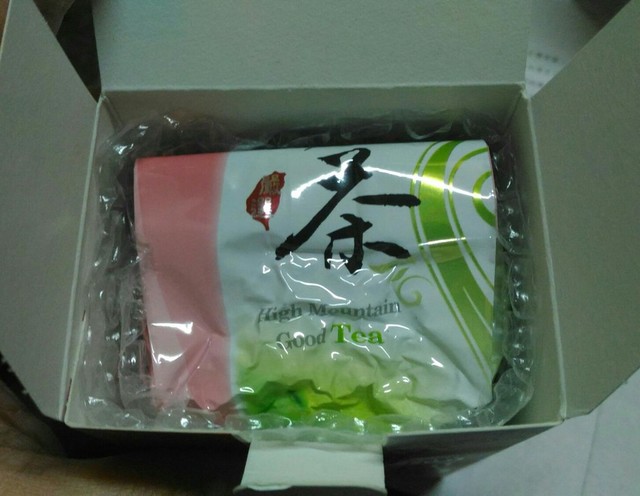 茶
High Mountain
Good Tea